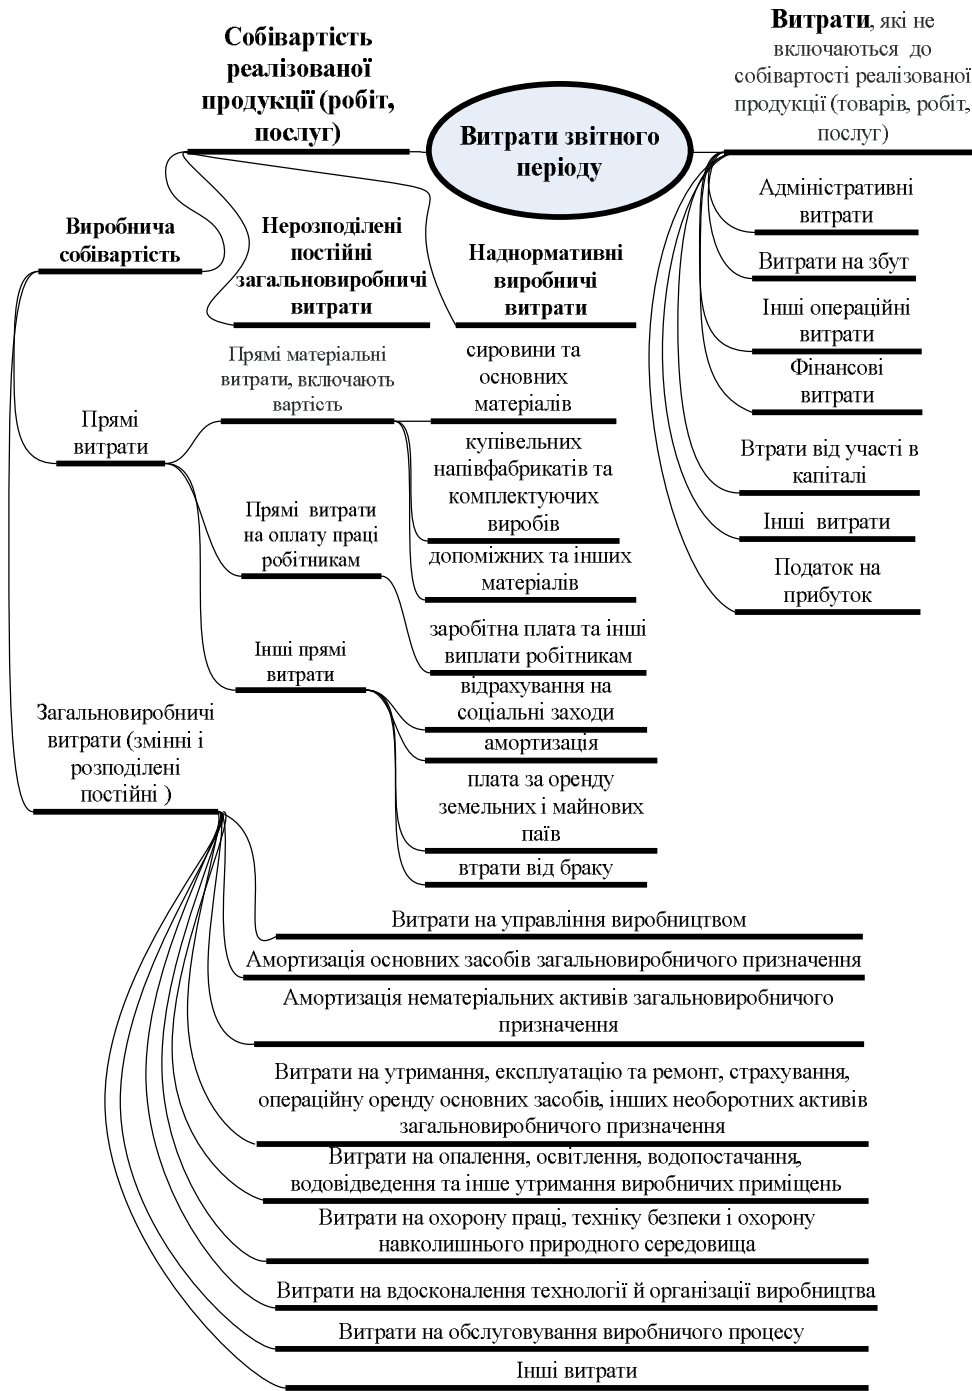 Собівартість
реалізованої
продукції (робіт,
послуг)
Витрати звітного
періоду
Витрати, які не
включаються до
собівартості реалізованої
продукції (товарів, робіт,
послуг)
Адміністративні
витрати
Витрати на збут
Інші операційні
витрати
Фінансові
витрати
Втрати від участі в
капіталі
Інші витрати
Податок на
прибуток
Виробнича
собівартість
Нерозподілені
постійні
загальновиробничі
витрати
Наднормативні
виробничі
витрати
Прямі
витрати
Прямі матеріальні
витрати, включають
вартість
сировини та
основних
матеріалів
купівельних
напівфабрикатів та
комплектуючих
виробів
допоміжних та інших
матеріалів
Прямі витрати
на оплату праці
робітникам
заробітна плата та інші
виплати робітникам
Інші прямі
витрати
відрахування на
соціальні заходи
амортизація
плата за оренду
земельних і майнових
паїв
втрати від браку
Загальновиробничі
витрати (змінні і
розподілені
постійні )
Витрати на управління виробництвом
Амортизація основних засобів загальновиробничого призначення
Амортизація нематеріальних активів загальновиробничого
призначення
Витрати на утримання, експлуатацію та ремонт, страхування,
операційну оренду основних засобів, інших необоротних активів
загальновиробничого призначення
Витрати на опалення, освітлення, водопостачання,
водовідведення та інше утримання виробничих приміщень
Витрати на охорону праці, техніку безпеки і охорону
навколишнього природного середовища
Витрати на вдосконалення технології й організації виробництва
Витрати на обслуговування виробничого процесу
Інші витрати